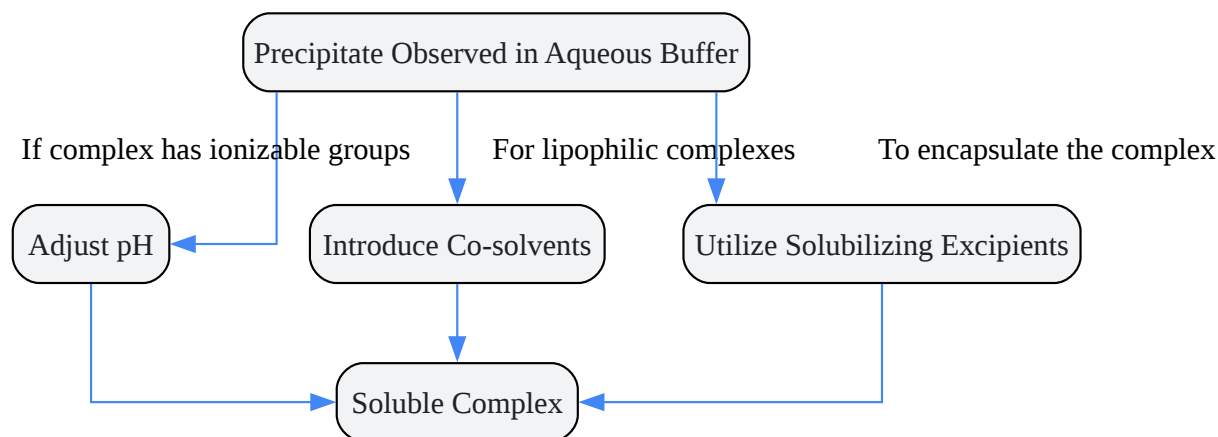 Precipitate Observed in Aqueous Buffer
If complex has ionizable groups
For lipophilic complexes
To encapsulate the complex
Adjust pH
Introduce Co-solvents
Utilize Solubilizing Excipients
Soluble Complex